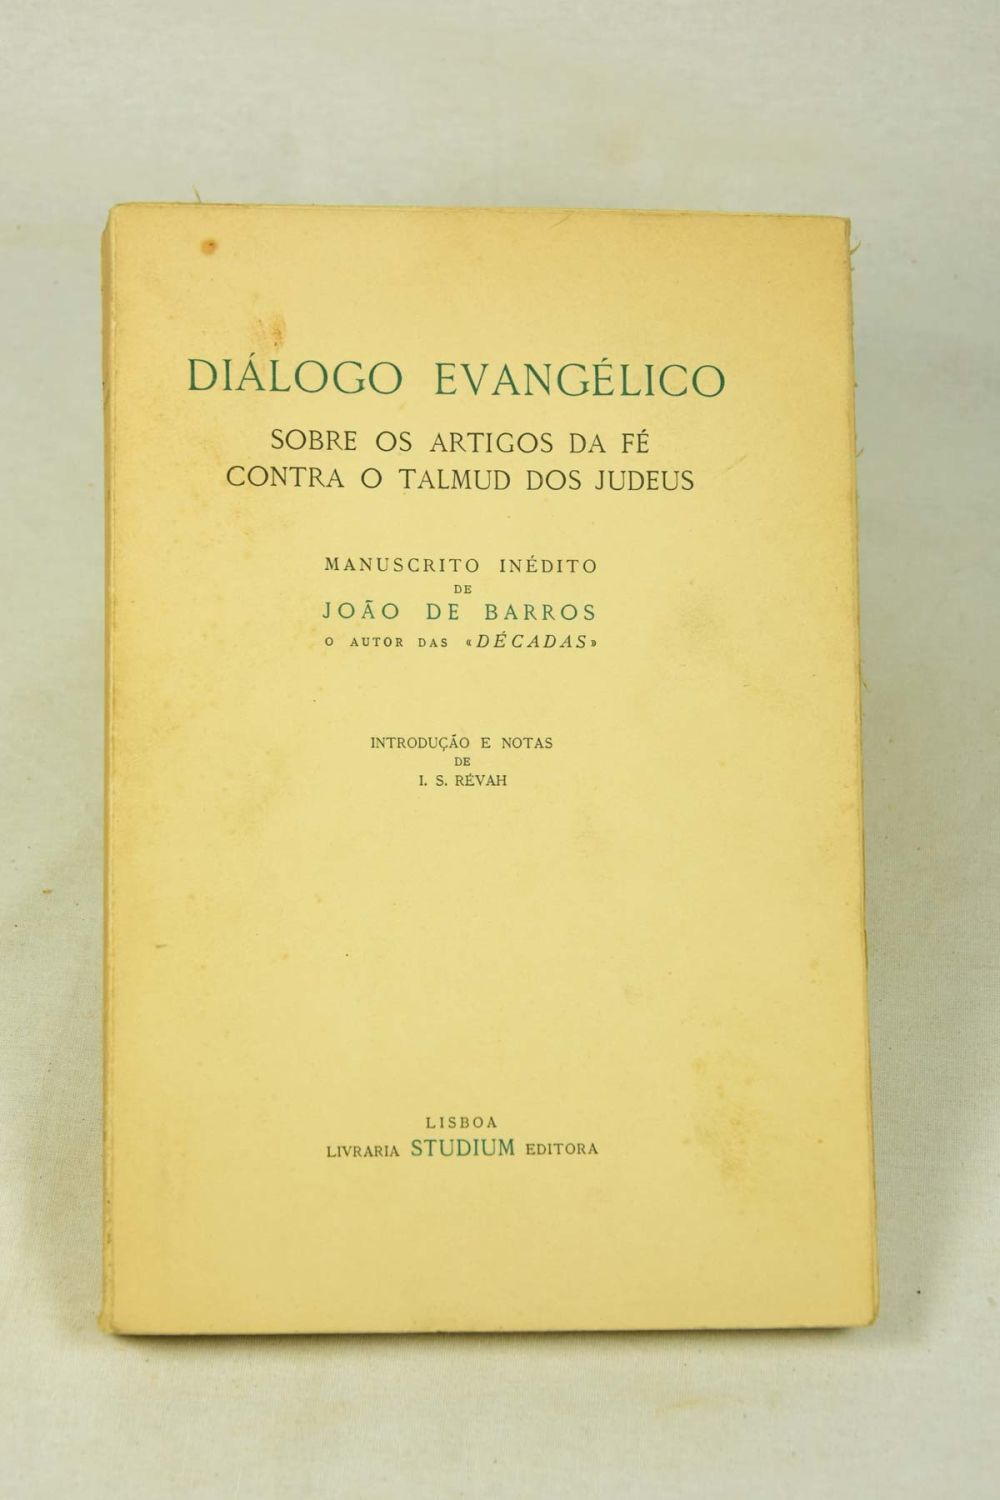 DIÁLOGO EVANGÉLICO
SOBRE OS ARTIGOS DA FÉ
CONTRA O TALMUD DOS JUDEUS
MANUSCRITO INÉDITO
DE
JOÃO DE BARROS
O AUTOR DAS «DÉCADAS»
INTRODUÇÃO E NOTAS
DE
I. S. RÉVAH
LISBOA
LIVRARIA STUDIUM EDITORA